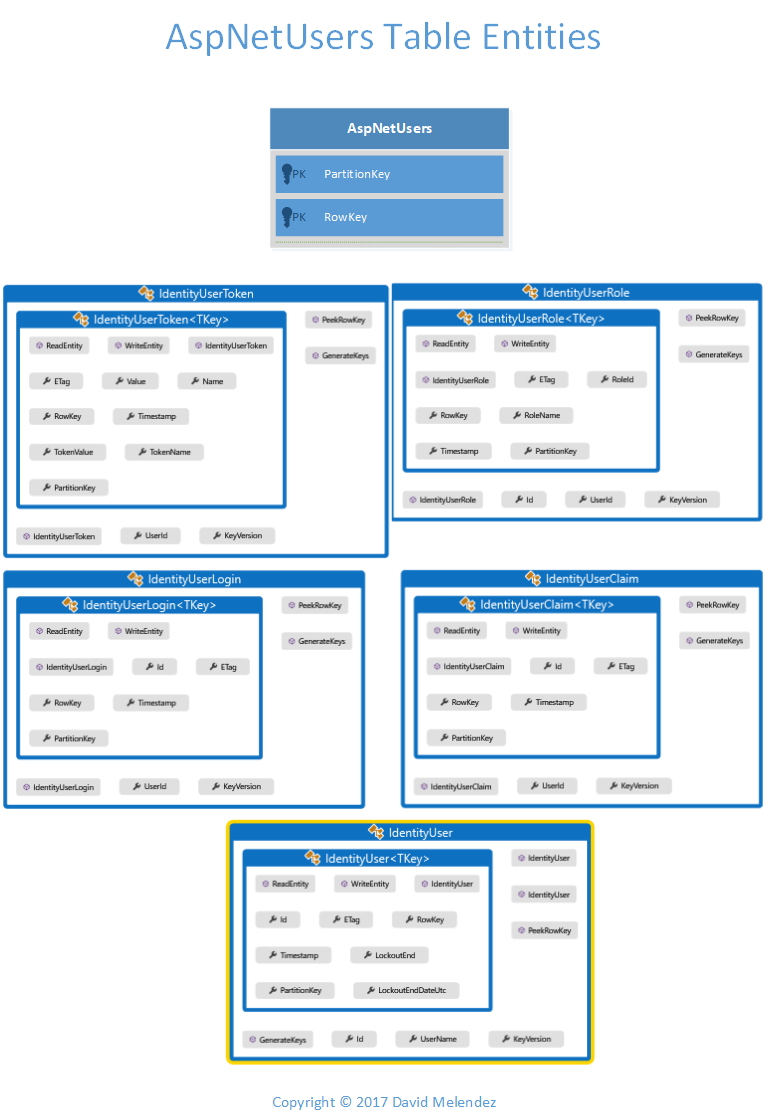 AspNetUsers Table Entities
AspNetUsers
PK PartitionKey
PK RowKey
IdentityUserToken
IdentityUserToken<TKey>
PeekRowKey
ReadEntity WriteEntity IdentityUserToken
GenerateKeys
ETag Value Name
RowKey Timestamp
TokenValue TokenName
PartitionKey
IdentityUserToken UserId KeyVersion
IdentityUserRole
IdentityUserRole<TKey>
PeekRowKey
ReadEntity WriteEntity
GenerateKeys
IdentityUserRole ETag RoleId
RowKey RoleName
Timestamp PartitionKey
IdentityUserRole Id UserId KeyVersion
IdentityUserLogin
IdentityUserLogin<TKey>
PeekRowKey
ReadEntity WriteEntity
GenerateKeys
IdentityUserLogin Id ETag
RowKey Timestamp
PartitionKey
IdentityUserLogin UserId KeyVersion
IdentityUserClaim
IdentityUserClaim<TKey>
PeekRowKey
ReadEntity WriteEntity
GenerateKeys
IdentityUserClaim Id ETag
RowKey Timestamp
PartitionKey
IdentityUserClaim UserId KeyVersion
IdentityUser
IdentityUser<TKey>
IdentityUser
ReadEntity WriteEntity IdentityUser
IdentityUser
Id ETag RowKey
PeekRowKey
Timestamp LockoutEnd
PartitionKey LockoutEndDateUtc
GenerateKeys Id UserName KeyVersion
Copyright © 2017 David Melendez